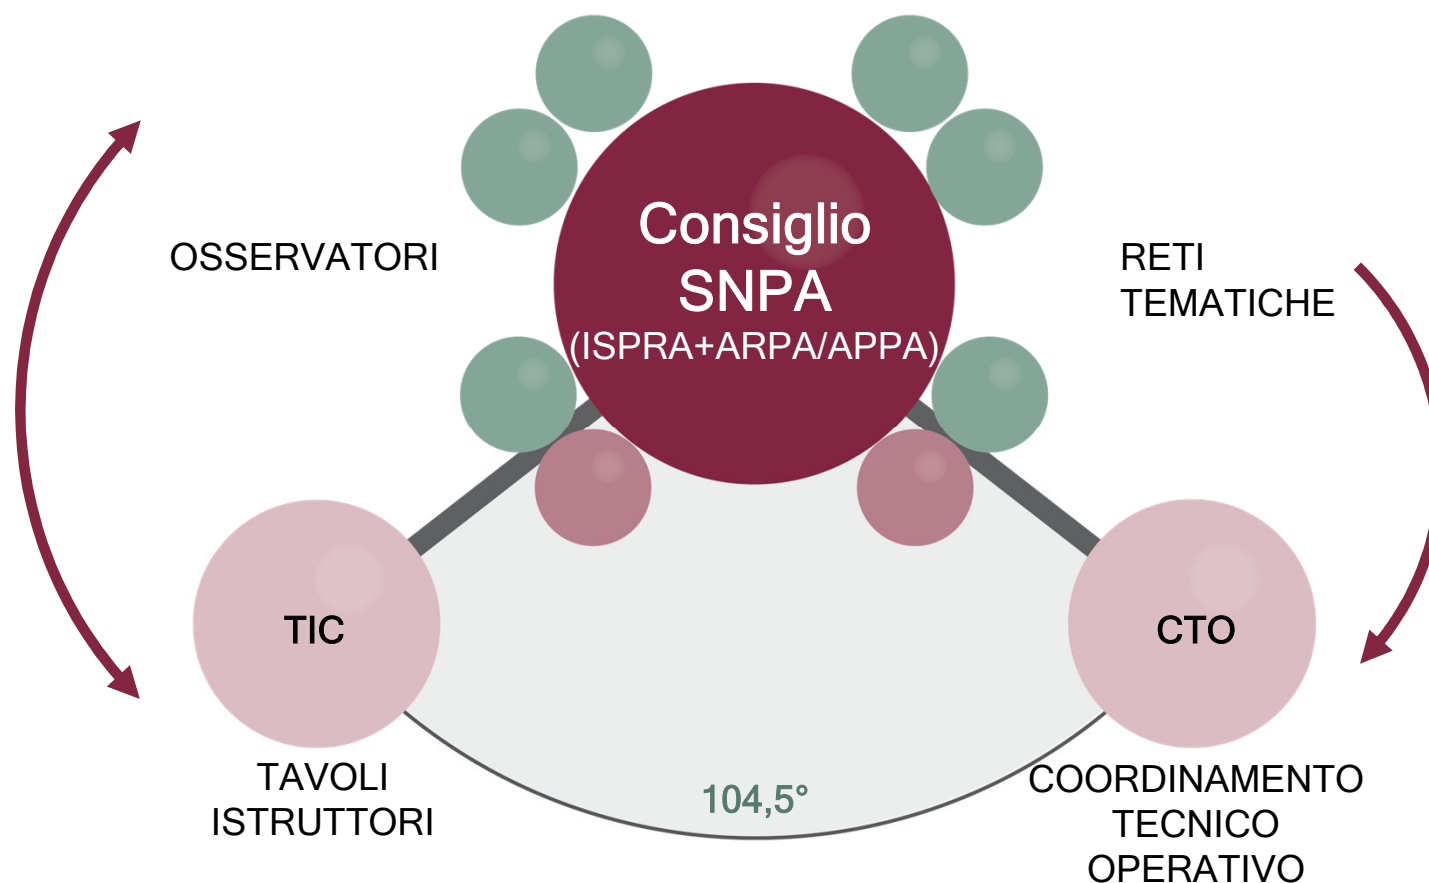 Consiglio
SNPA
(ISPRA+ARPA/APPA)
OSSERVATORI
RETI
TEMATICHE
TIC
CTO
TAVOLI
ISTRUTTORI
104,5°
COORDINAMENTO
TECNICO
OPERATIVO